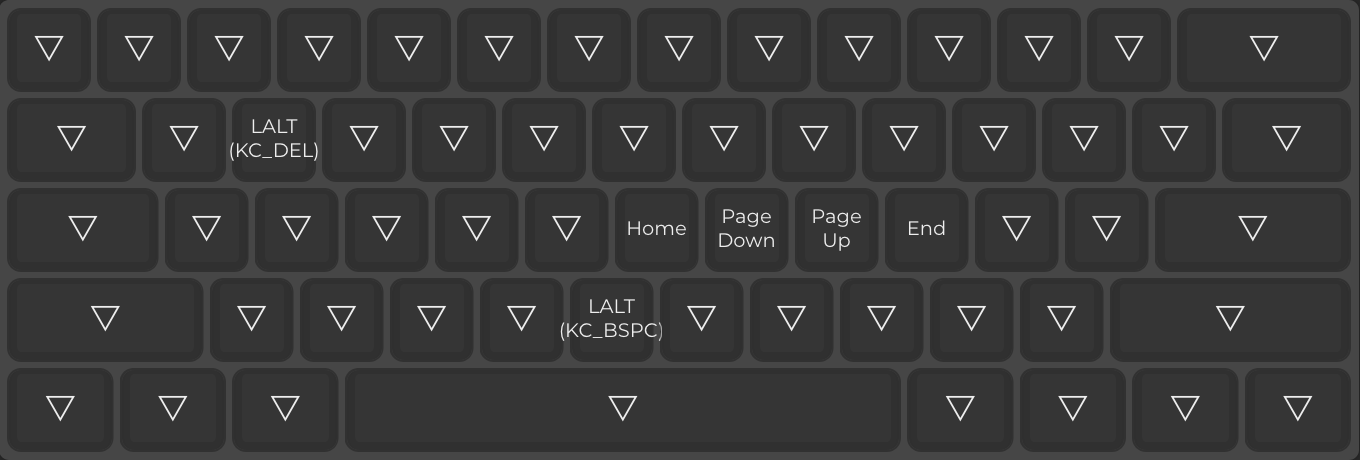 LALT
(KC_DEL)
Home
Page
Down
Page
Up
End
LALT
(KC_BSPC)